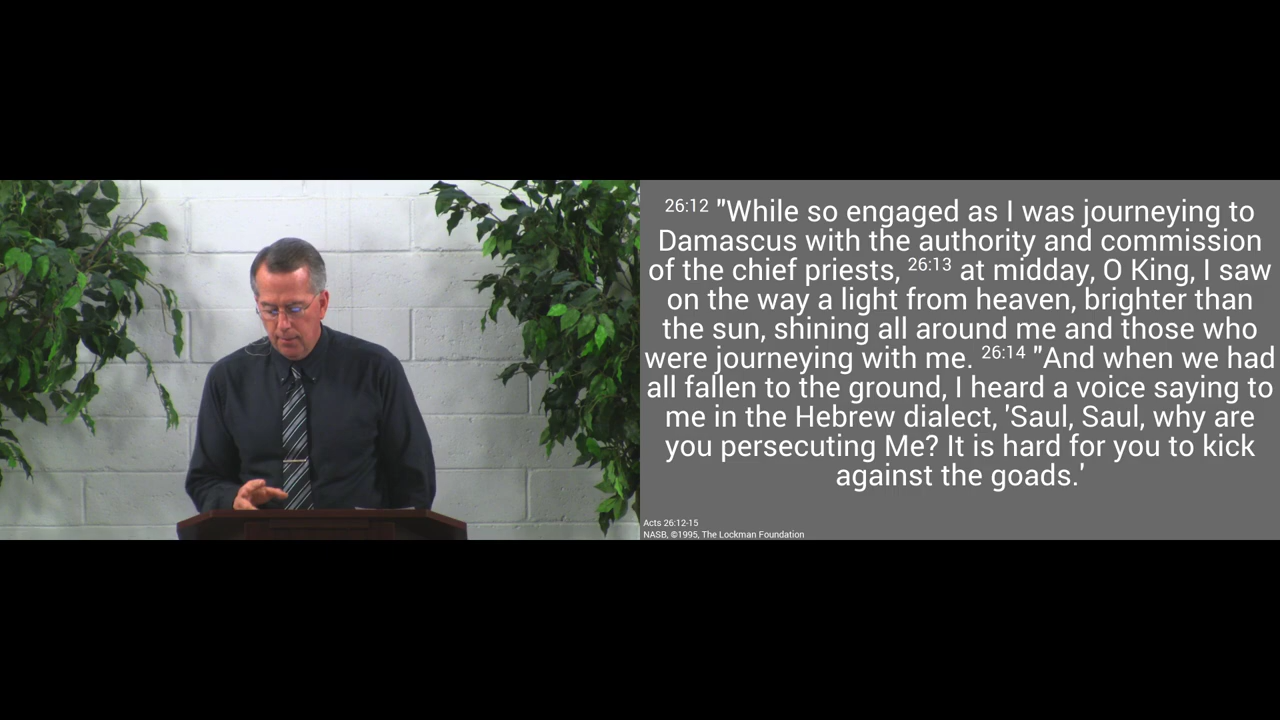 26:12 "While so engaged as I was journeying to
Damascus with the authority and commission
of the chief priests, 26:13 at midday, O King, I saw
on the way a light from heaven, brighter than
the sun, shining all around me and those who
were journeying with me. 26:14 "And when we had
all fallen to the ground, I heard a voice saying to
me in the Hebrew dialect, 'Saul, Saul, why are
you persecuting Me? It is hard for you to kick
against the goads.'
Acts 26:12-15
NASB, ©1995, The Lockman Foundation